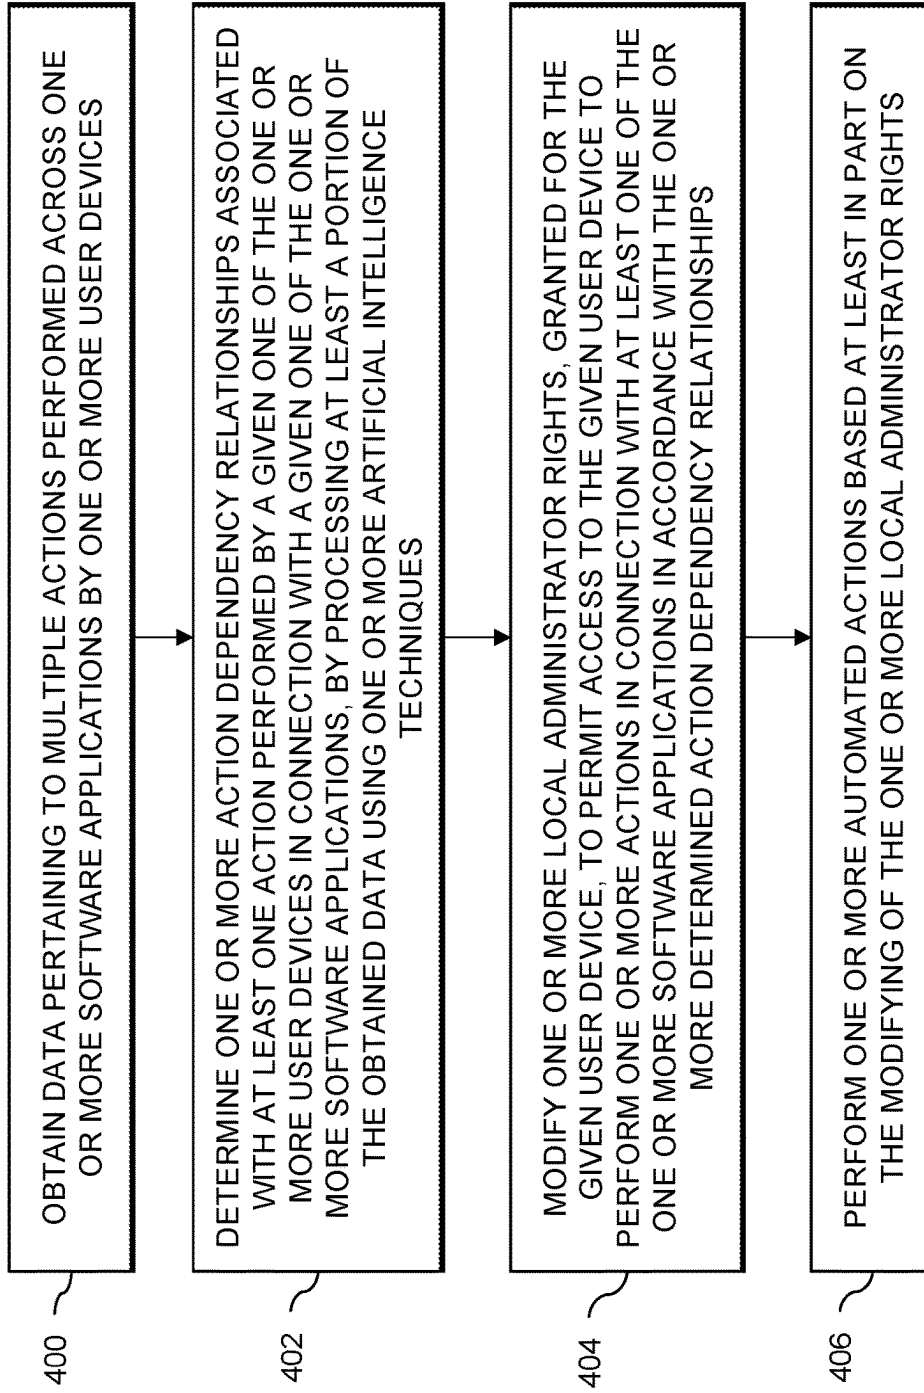 400
OBTAIN DATA PERTAINING TO MULTIPLE ACTIONS PERFORMED ACROSS ONE
OR MORE SOFTWARE APPLICATIONS BY ONE OR MORE USER DEVICES
402
DETERMINE ONE OR MORE ACTION DEPENDENCY RELATIONSHIPS ASSOCIATED
WITH AT LEAST ONE ACTION PERFORMED BY A GIVEN ONE OF THE ONE OR
MORE USER DEVICES IN CONNECTION WITH A GIVEN ONE OF THE ONE OR
MORE SOFTWARE APPLICATIONS, BY PROCESSING AT LEAST A PORTION OF
THE OBTAINED DATA USING ONE OR MORE ARTIFICIAL INTELLIGENCE
TECHNIQUES
404
MODIFY ONE OR MORE LOCAL ADMINISTRATOR RIGHTS, GRANTED FOR THE
GIVEN USER DEVICE, TO PERMIT ACCESS TO THE GIVEN USER DEVICE TO
PERFORM ONE OR MORE ACTIONS IN CONNECTION WITH AT LEAST ONE OF THE
ONE OR MORE SOFTWARE APPLICATIONS IN ACCORDANCE WITH THE ONE OR
MORE DETERMINED ACTION DEPENDENCY RELATIONSHIPS
406
PERFORM ONE OR MORE AUTOMATED ACTIONS BASED AT LEAST IN PART ON
THE MODIFYING OF THE ONE OR MORE LOCAL ADMINISTRATOR RIGHTS